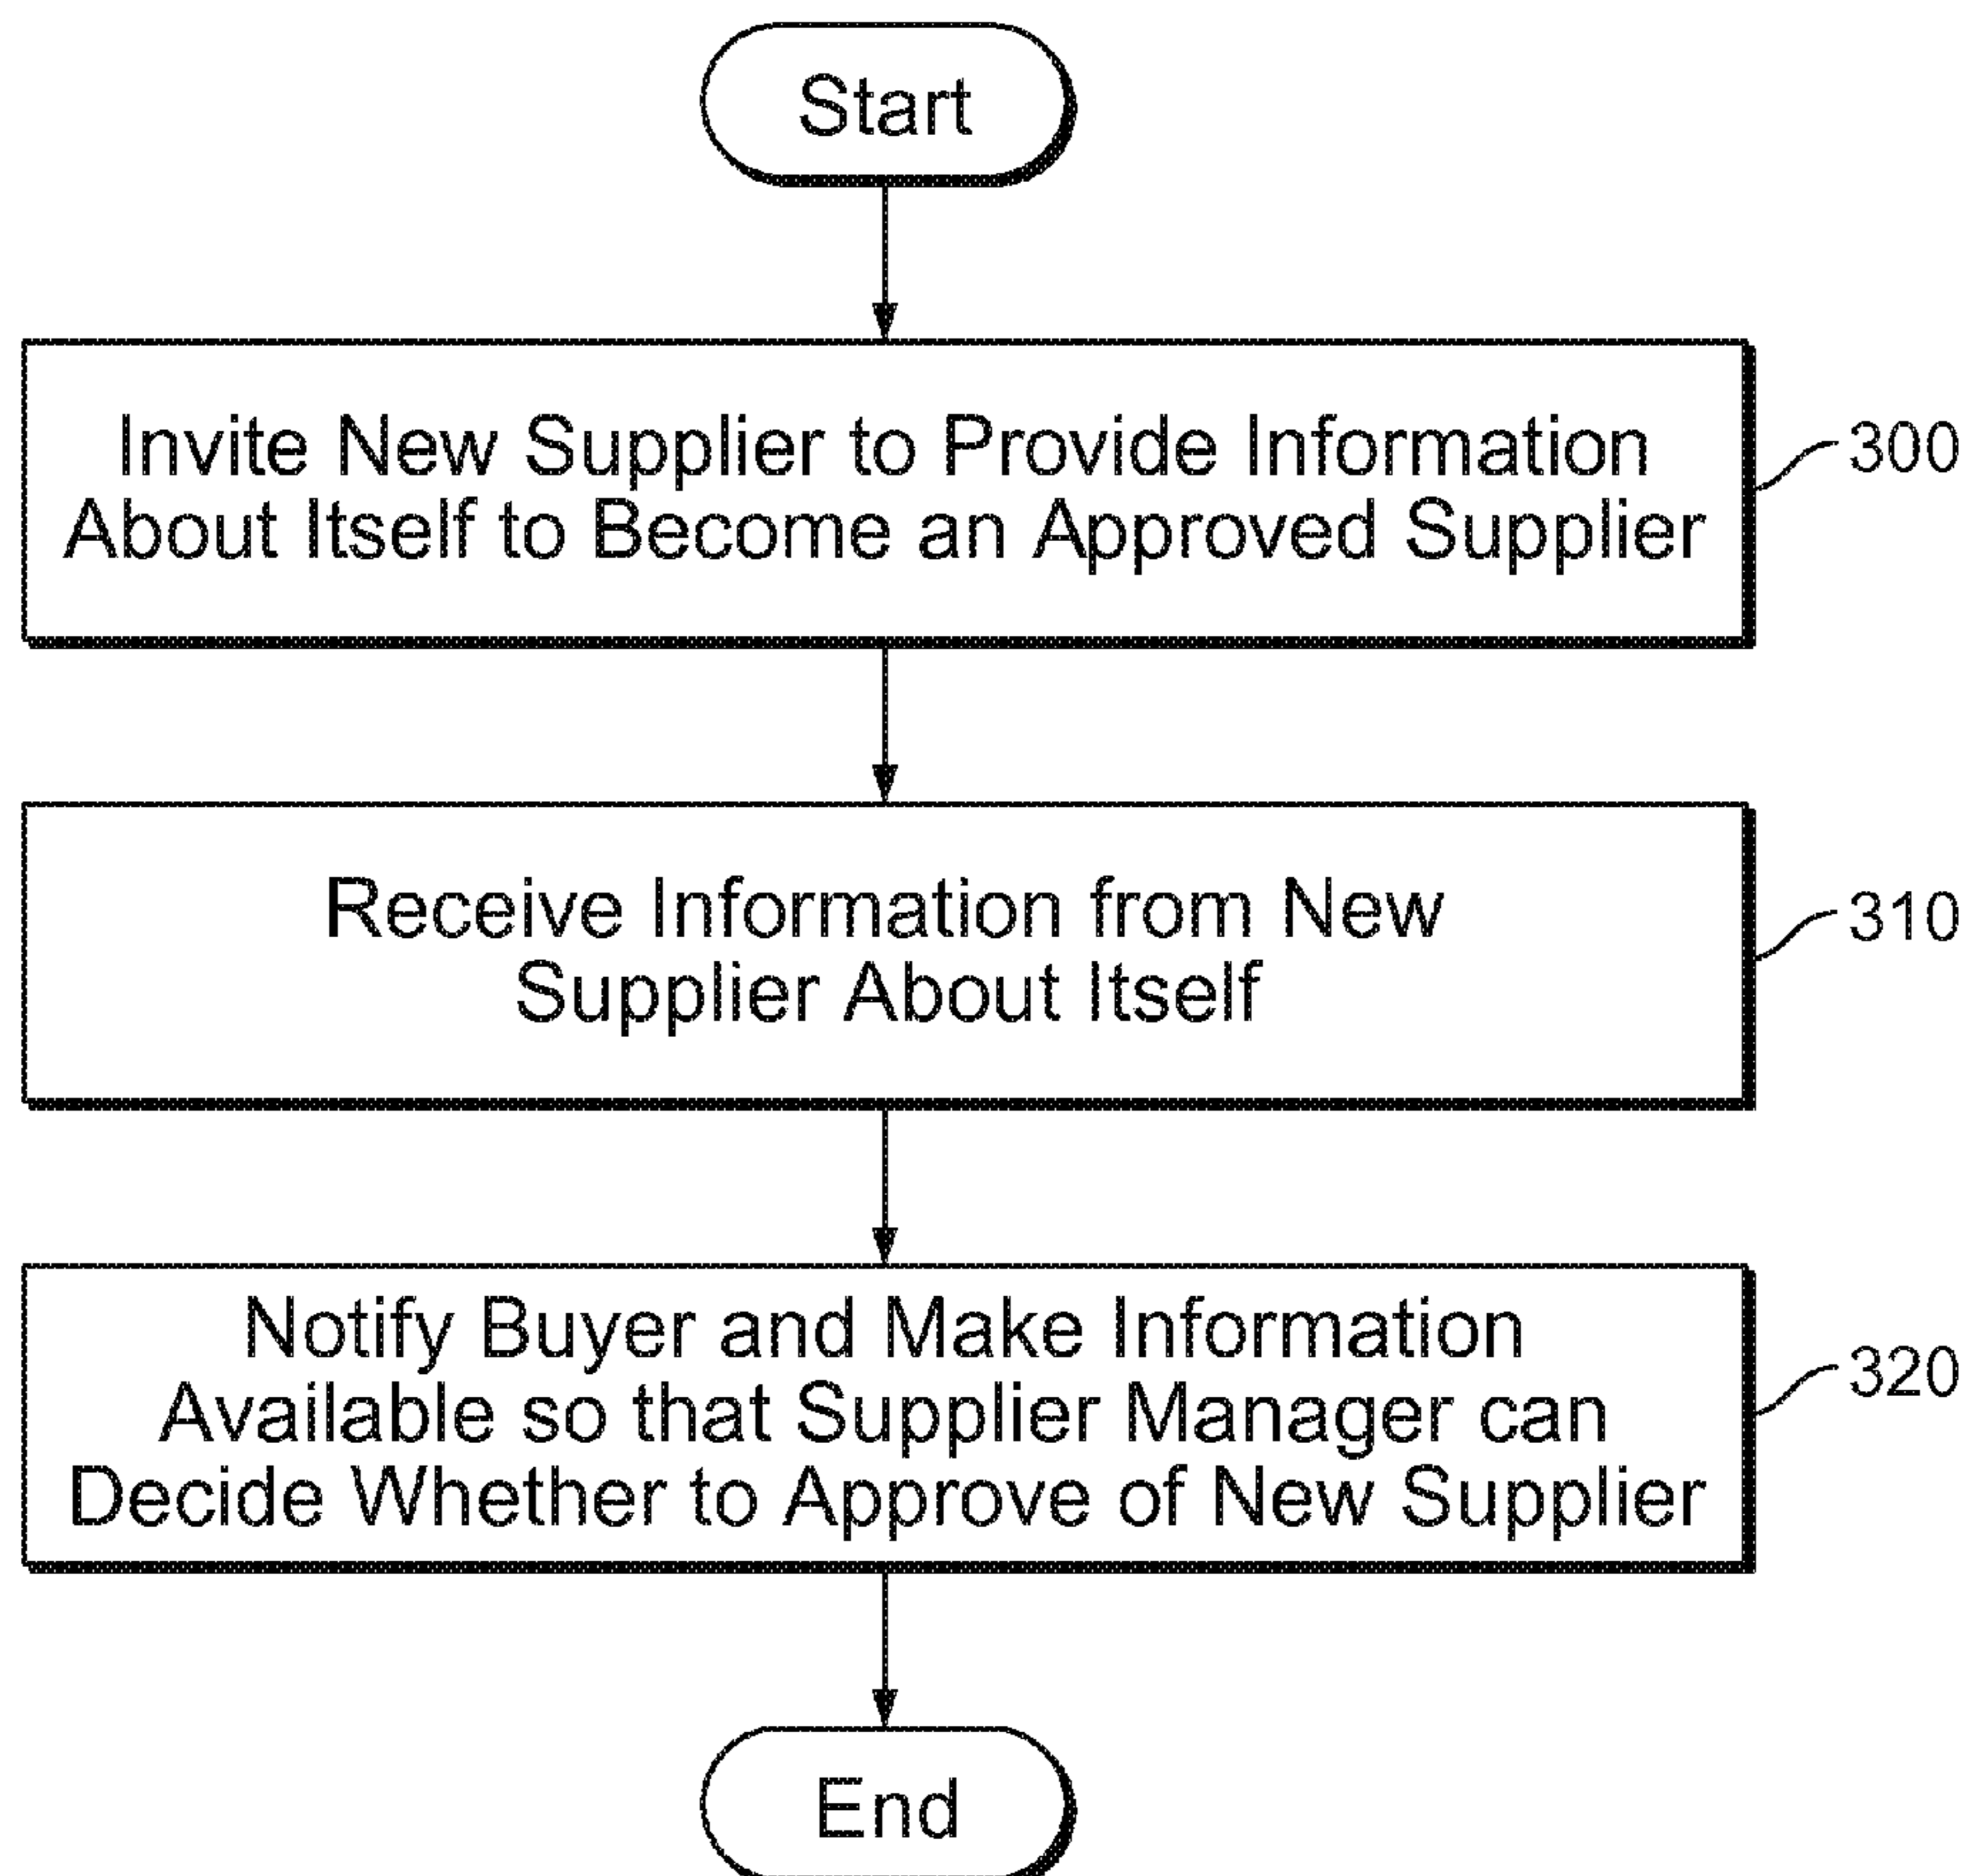 Start
Invite New Supplier to Provide Information
About Itself to Become an Approved Supplier
300
Receive Information from New
Supplier About Itself
310
Notify Buyer and Make Information
Available so that Supplier Manager can
Decide Whether to Approve of New Supplier
320
End